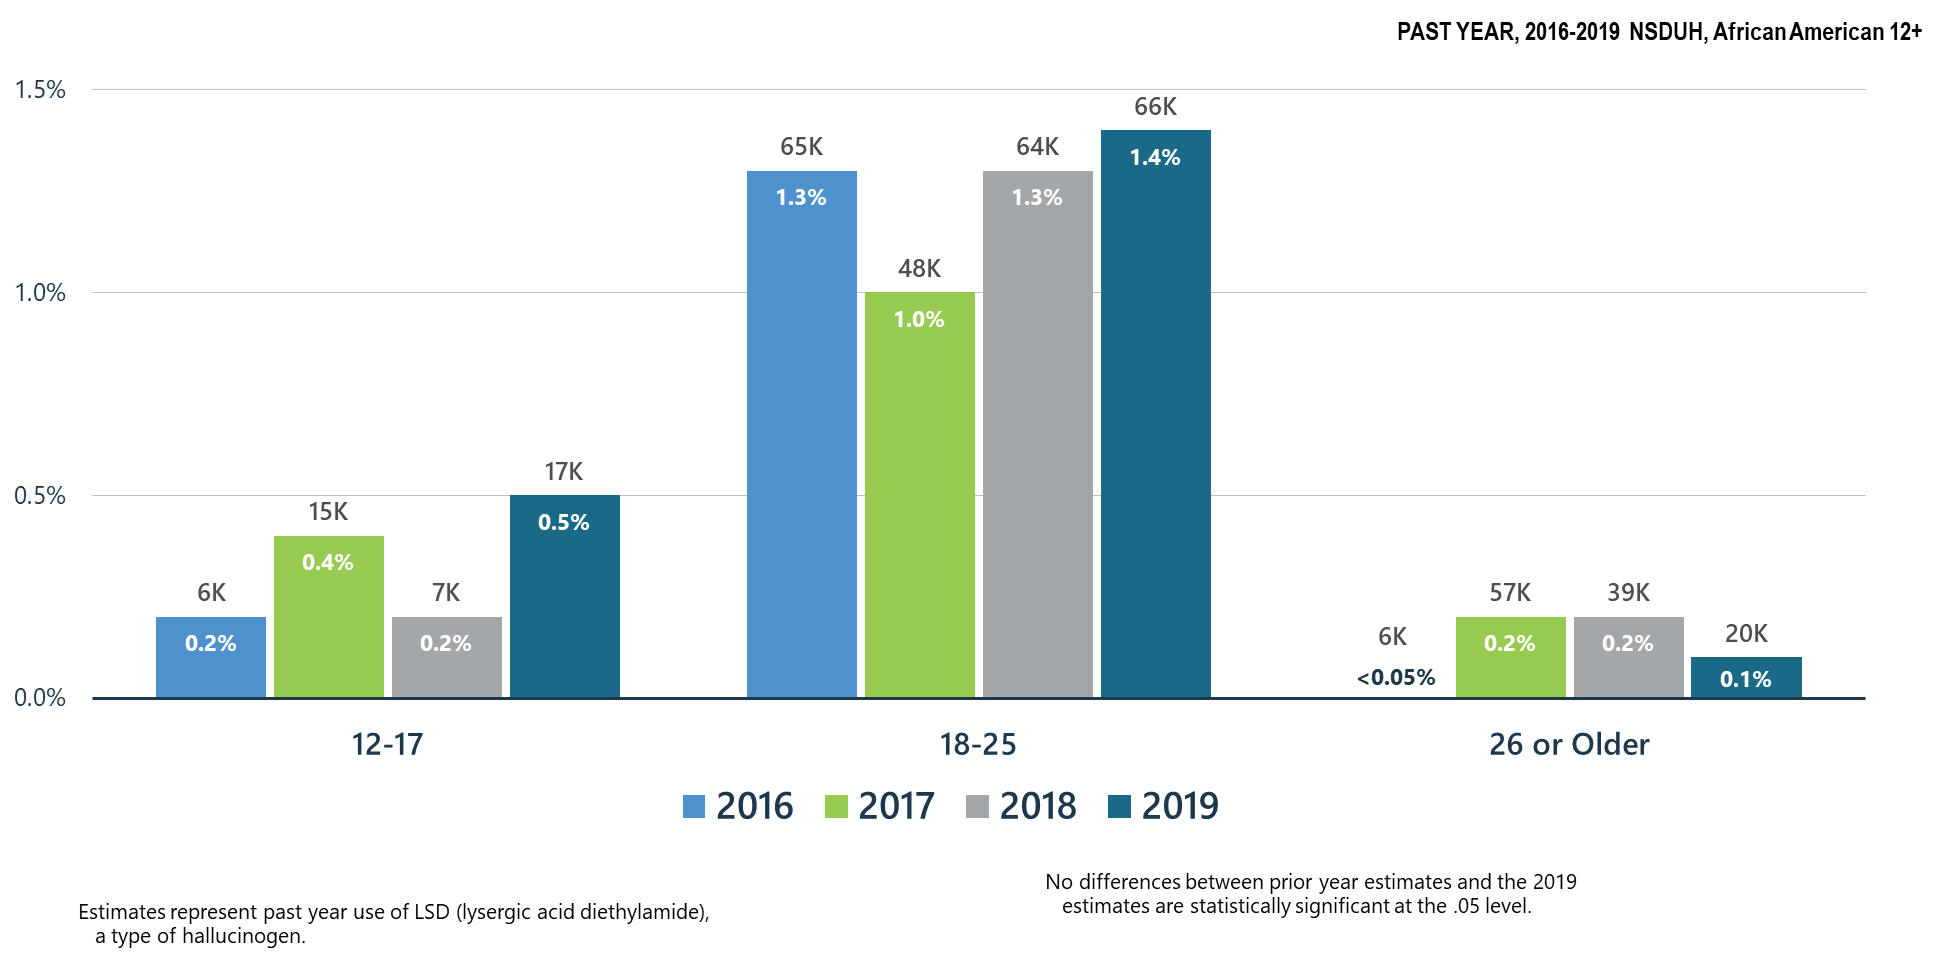 PAST YEAR, 2016-2019 NSDUH, African American 12+
1.5%
1.0%
0.5%
0.0%
6K
0.2%
15K
0.4%
7K
0.2%
17K
0.5%
65K
1.3%
48K
1.0%
64K
1.3%
66K
1.4%
6K
<0.05%
57K
0.2%
39K
0.2%
20K
0.1%
12-17
18-25
26 or Older
2016
2017
2018
2019
Estimates represent past year use of LSD (lysergic acid diethylamide),
a type of hallucinogen.
No differences between prior year estimates and the 2019
estimates are statistically significant at the .05 level.